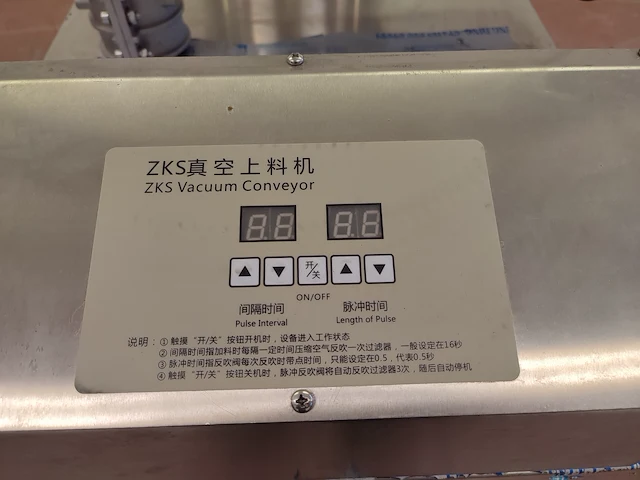 ZKS真空上料机
ZKS Vacuum Conveyor
8.8. 8.8.
▲ ▼ 开/关 ▲ ▼
ON/OFF
间隔时间 脉冲时间
Pulse Interval Length of Pulse
说明：① 触摸“开/关”按钮开机时，设备进入工作状态
② 间隔时间指加料时每隔一定时间压缩空气反吹一次过滤器，一般设定在16秒
③ 脉冲时间指反吹阀每次反吹时带点时间，只能设定在0.5，代表0.5秒
④ 触摸“开/关”按钮关机时，脉冲反吹阀将自动反吹过滤器3次，随后自动停机